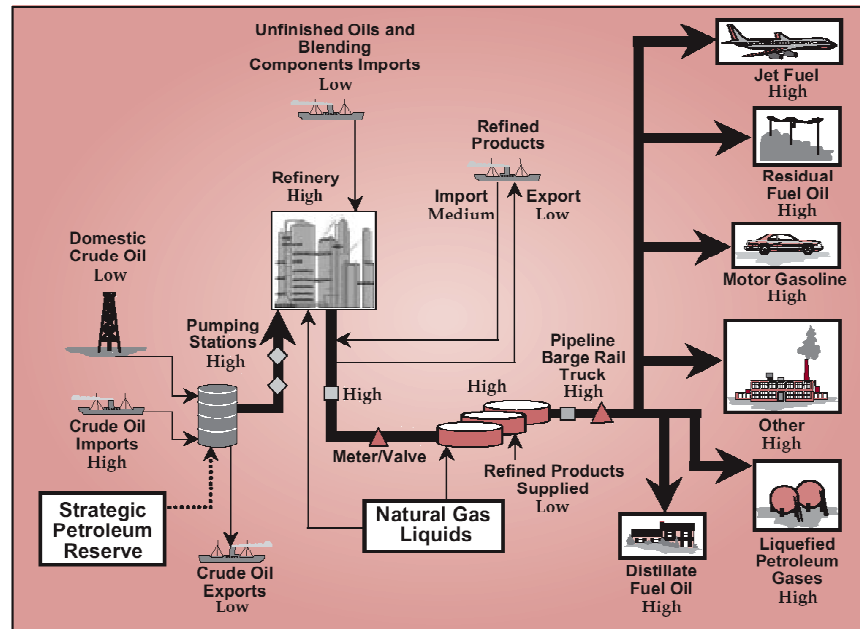 Unfinished Oils and
Blending
Components Imports
Low
Refined
Products
Import
Medium
Export
Low
Refinery
High
Domestic
Crude Oil
Low
Pumping
Stations
High
Crude Oil
Imports
High
Strategic
Petroleum
Reserve
Crude Oil
Exports
Low
High
Meter/Valve
High
Natural Gas
Liquids
Refined Products
Supplied
Low
Pipeline
Barge Rail
Truck
High
Jet Fuel
High
Residual
Fuel Oil
High
Motor Gasoline
High
Other
High
Distillate
Fuel Oil
High
Liquefied
Petroleum
Gases
High